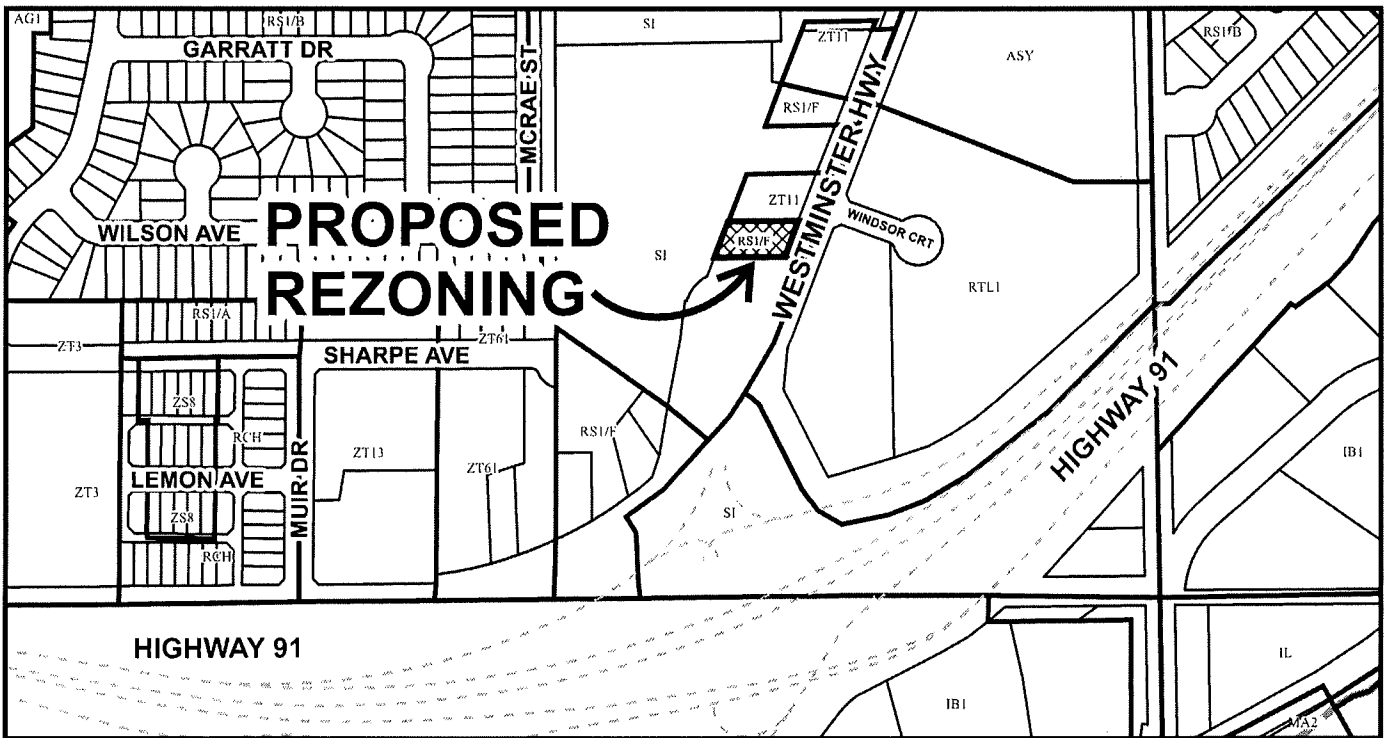 AG1
RS1/B
GARRATT DR
MCRAE ST
SI
ZT11
RS1/F
WESTMINSTER HWY
ASY
RS1/B
WILSON AVE
PROPOSED
REZONING
SI
ZT11
RS1/F
WINDSOR CRT
RTL1
RS1/A
ZT3
SHARPE AVE
ZT61
ZS8
RCH
MUIR DR
ZT13
ZT61
RS1/F
ZT3
LEMON AVE
ZS8
RCH
SI
HIGHWAY 91
IB1
HIGHWAY 91
IB1
IL
MA2